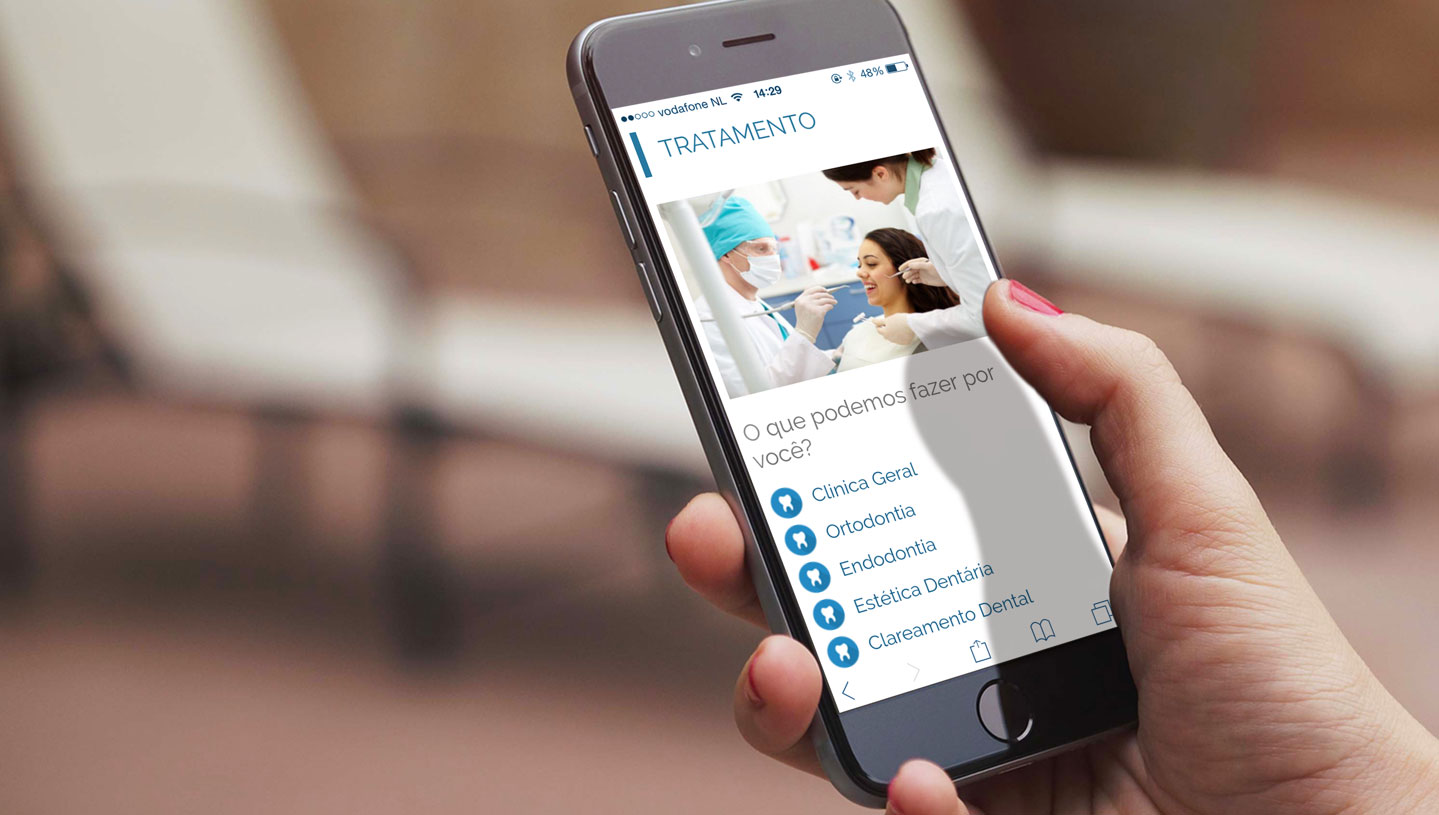 vodafone NL 14:29 48%
TRATAMENTO
O que podemos fazer por
você?
Clinica Geral
Ortodontia
Endodontia
Estética Dentária
Clareamento Dental